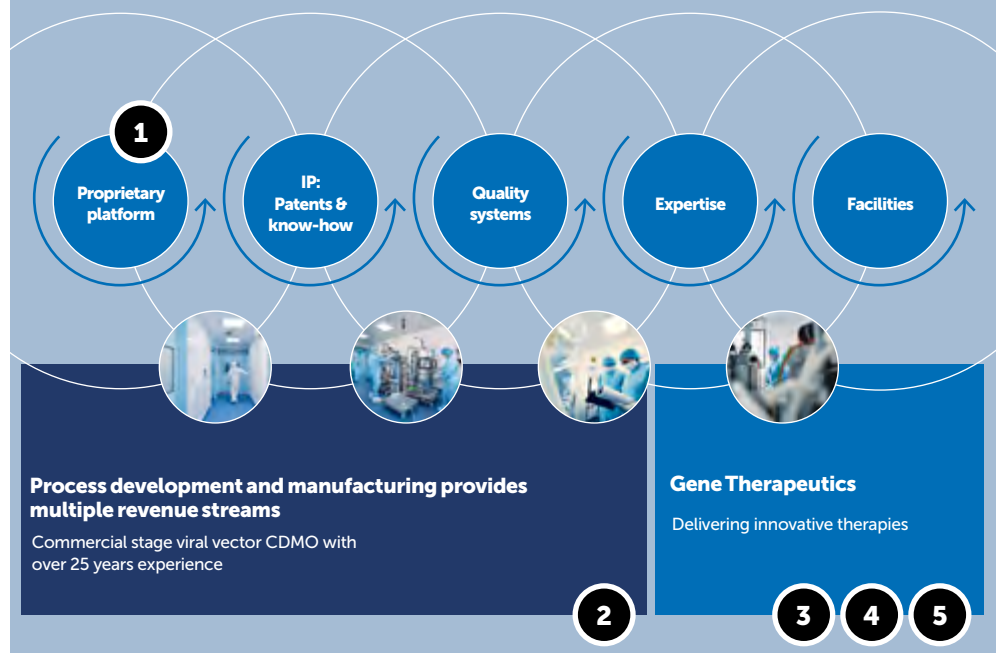 1
Proprietary
platform
IP:
Patents &
know-how
Quality
systems
Expertise
Facilities
Process development and manufacturing provides
multiple revenue streams
Commercial stage viral vector CDMO with
over 25 years experience
2
Gene Therapeutics
Delivering innovative therapies
3 4 5